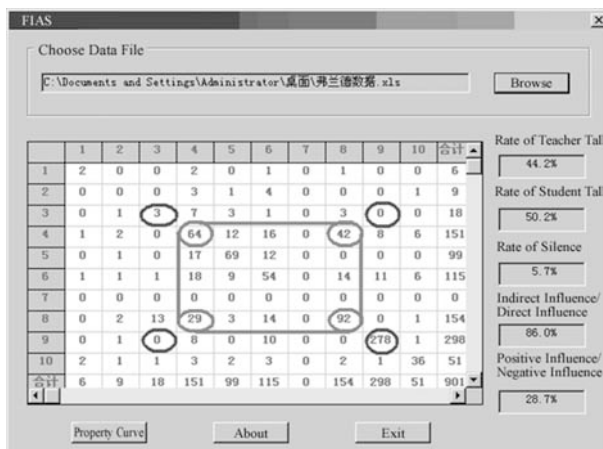 FIAS
Choose Data File
C:\Documents and Settings\Administrator\桌面\弗兰德数据.xls
Browse
1 2 3 4 5 6 7 8 9 10 合计
1 2 0 0 2 0 1 0 1 0 0 6
2 0 0 0 3 1 4 0 0 0 1 9
3 0 1 3 7 3 1 0 3 0 0 18
4 1 2 0 64 12 16 0 42 8 6 151
5 0 1 0 17 69 12 0 0 0 0 99
6 1 1 1 18 9 54 0 14 11 6 115
7 0 0 0 0 0 0 0 0 0 0 0
8 0 2 13 29 3 14 0 92 0 1 154
9 0 1 0 8 0 10 0 0 278 1 298
10 2 1 1 3 2 3 0 2 1 36 51
合计 6 9 18 151 99 115 0 154 298 51 901
Rate of Teacher Talk
44.2%
Rate of Student Talk
50.2%
Rate of Silence
5.7%
Indirect Influence/
Direct Influence
86.0%
Positive Influence/
Negative Influence
28.7%
Property Curve
About
Exit